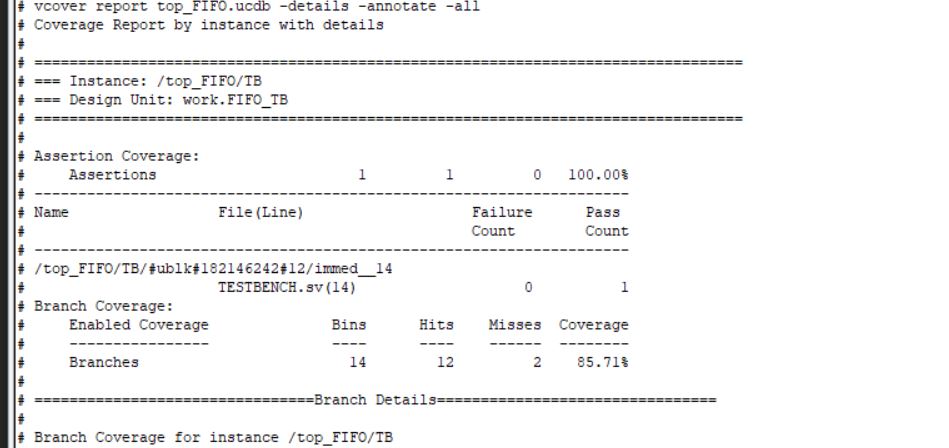 # vcover report top_FIFO.ucdb -details -annotate -all
# Coverage Report by instance with details
#
# =================================================================================
# === Instance: /top_FIFO/TB
# === Design Unit: work.FIFO_TB
# =================================================================================
#
# Assertion Coverage:
#     Assertions                       1         1         0   100.00%
# --------------------------------------------------------------------
# Name                 File(Line)                   Failure      Pass
#                                                   Count        Count
# --------------------------------------------------------------------
# /top_FIFO/TB/#ublk#182146242#12/immed__14
#                      TESTBENCH.sv(14)                   0          1
# Branch Coverage:
#     Enabled Coverage              Bins      Hits    Misses  Coverage
#     ----------------              ----      ----    ------  --------
#     Branches                        14        12         2    85.71%
#
# ================================Branch Details================================
#
# Branch Coverage for instance /top_FIFO/TB